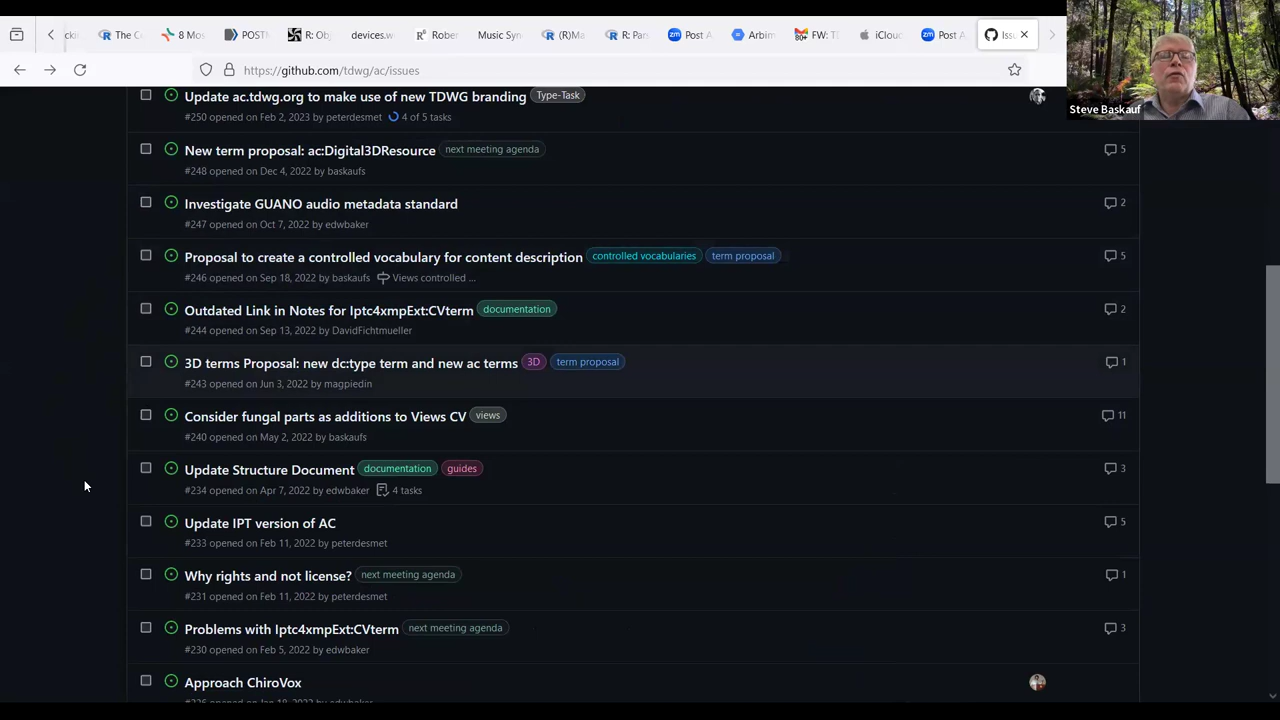 The C
8 Mos
POSTM
R: Obj
devices.w
Rober
Music Syn
(R)Ma
R: Pars
Post A
Arbim
FW: TD
iCloud
Post A
Issu
https://github.com/tdwg/ac/issues
Steve Baskauf
Update ac.tdwg.org to make use of new TDWG branding Type-Task
#250 opened on Feb 2, 2023 by peterdesmet 4 of 5 tasks
New term proposal: ac:Digital3DResource next meeting agenda 5
#248 opened on Dec 4, 2022 by baskaufs
Investigate GUANO audio metadata standard 2
#247 opened on Oct 7, 2022 by edwbaker
Proposal to create a controlled vocabulary for content description controlled vocabularies term proposal 5
#246 opened on Sep 18, 2022 by baskaufs Views controlled ...
Outdated Link in Notes for Iptc4xmpExt:CVterm documentation 2
#244 opened on Sep 13, 2022 by DavidFichtmueller
3D terms Proposal: new dc:type term and new ac terms 3D term proposal 1
#243 opened on Jun 3, 2022 by magpiedin
Consider fungal parts as additions to Views CV views 11
#240 opened on May 2, 2022 by baskaufs
Update Structure Document documentation guides 3
#234 opened on Apr 7, 2022 by edwbaker 4 tasks
Update IPT version of AC 5
#233 opened on Feb 11, 2022 by peterdesmet
Why rights and not license? next meeting agenda 1
#231 opened on Feb 11, 2022 by peterdesmet
Problems with Iptc4xmpExt:CVterm next meeting agenda 3
#230 opened on Feb 5, 2022 by edwbaker
Approach ChiroVox